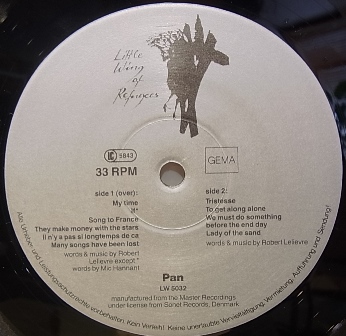 Little
Wing
of
Refugees
LC 5843
GEMA
33 RPM
side 1 (over):
My time
If*
Song to France
They make money with the stars
Il n'y a pas si longtemps de ca
Many songs have been lost
words & music by Robert
Lelievre except *
words by Mic Hannant
side 2:
Tristesse
To get along alone
We must do something
before the end day
Lady of the sand
words & music by Robert Lelievre
Pan
LW 5032
manufactured from the Master Recordings
under license from Sonet Records, Denmark
Alle Urheber- und Leistungsschutzrechte vorbehalten. Kein Verleih! Keine unerlaubte Vervielfältigung, Vermietung, Aufführung und Sendung!